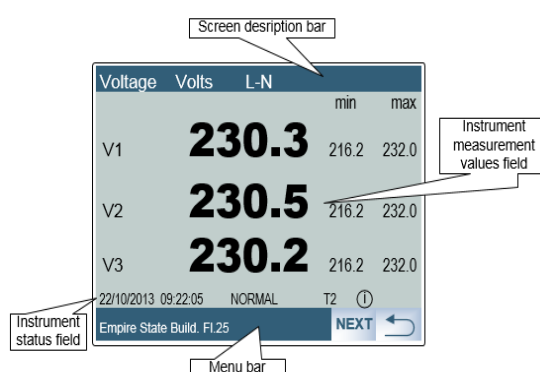 Screen desription bar
Voltage Volts L-N
min max
V1 230.3 216.2 232.0
Instrument
measurement
values field
V2 230.5 216.2 232.0
V3 230.2 216.2 232.0
22/10/2013 09:22:05 NORMAL T2
Instrument
status field
Empire State Build. Fl.25 NEXT
Menu bar